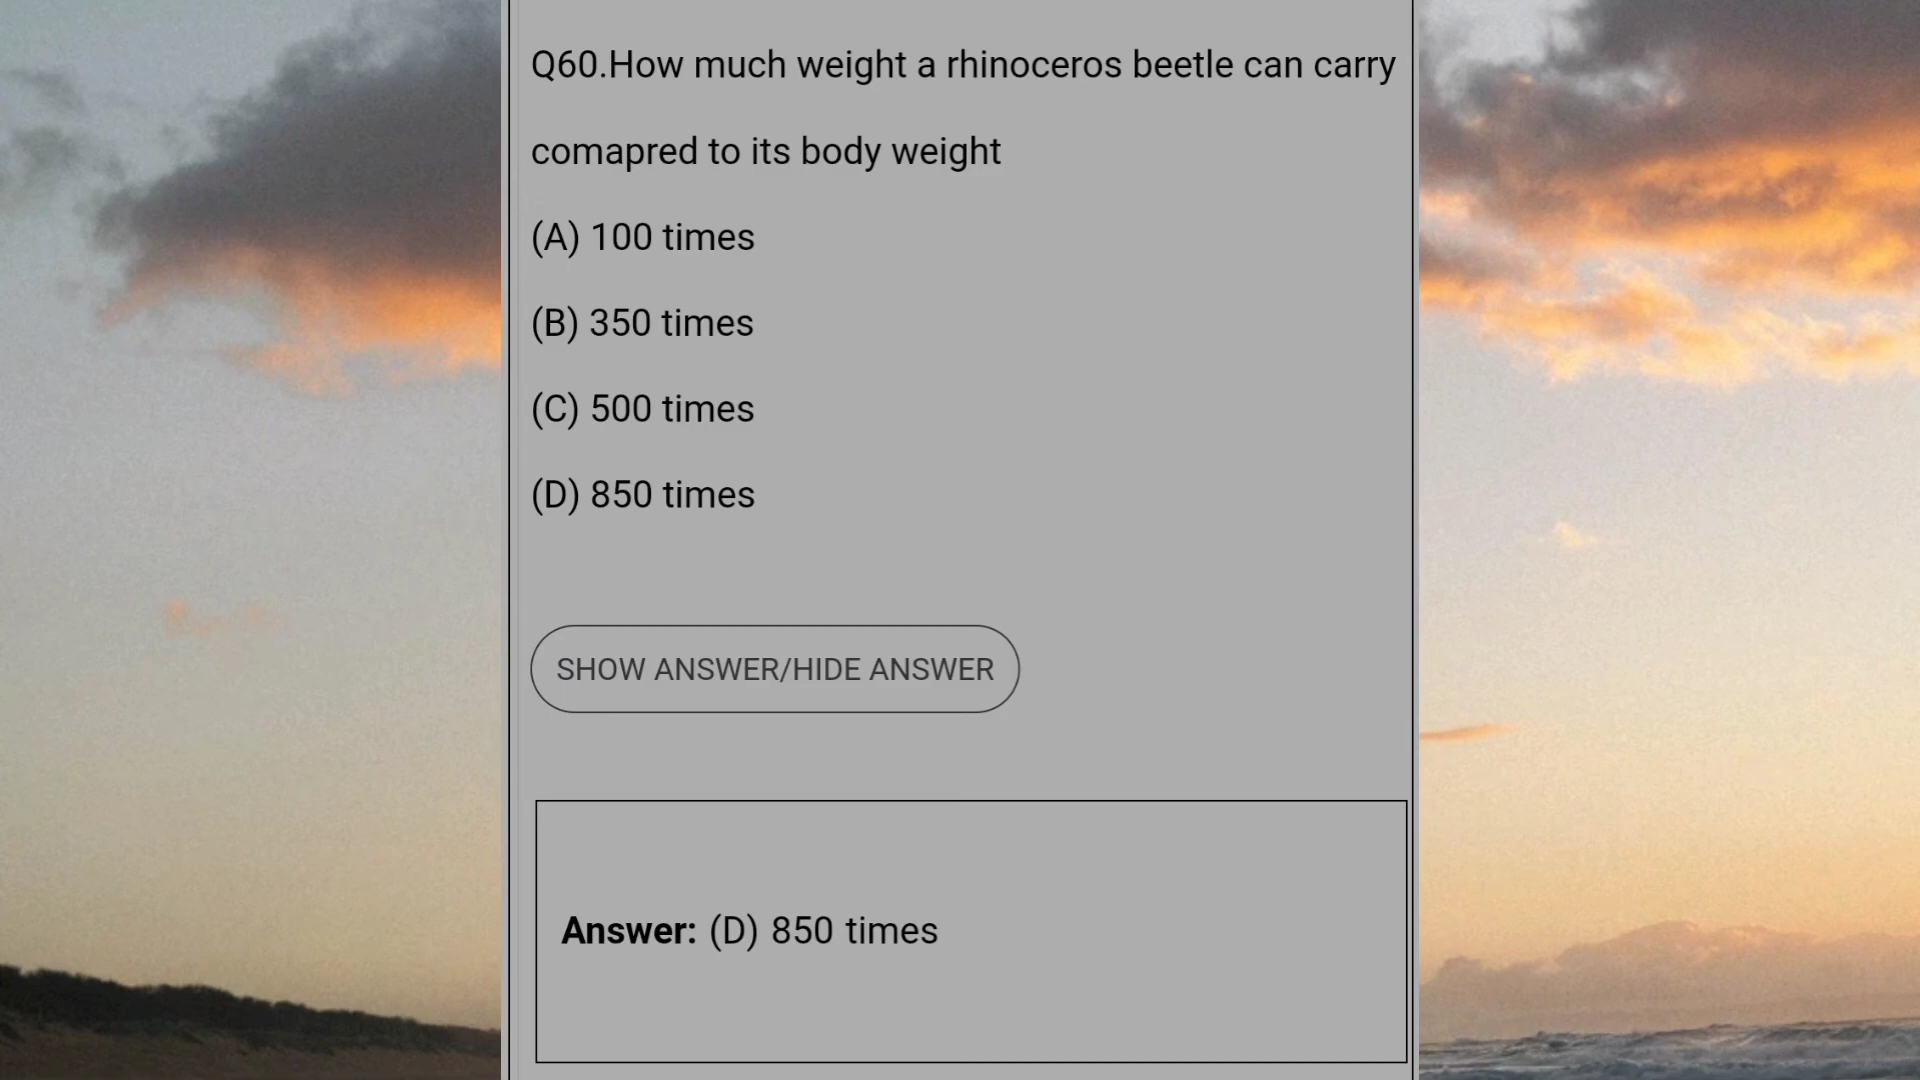 Q60.How much weight a rhinoceros beetle can carry
comapred to its body weight
(A) 100 times
(B) 350 times
(C) 500 times
(D) 850 times
SHOW ANSWER/HIDE ANSWER
Answer: (D) 850 times